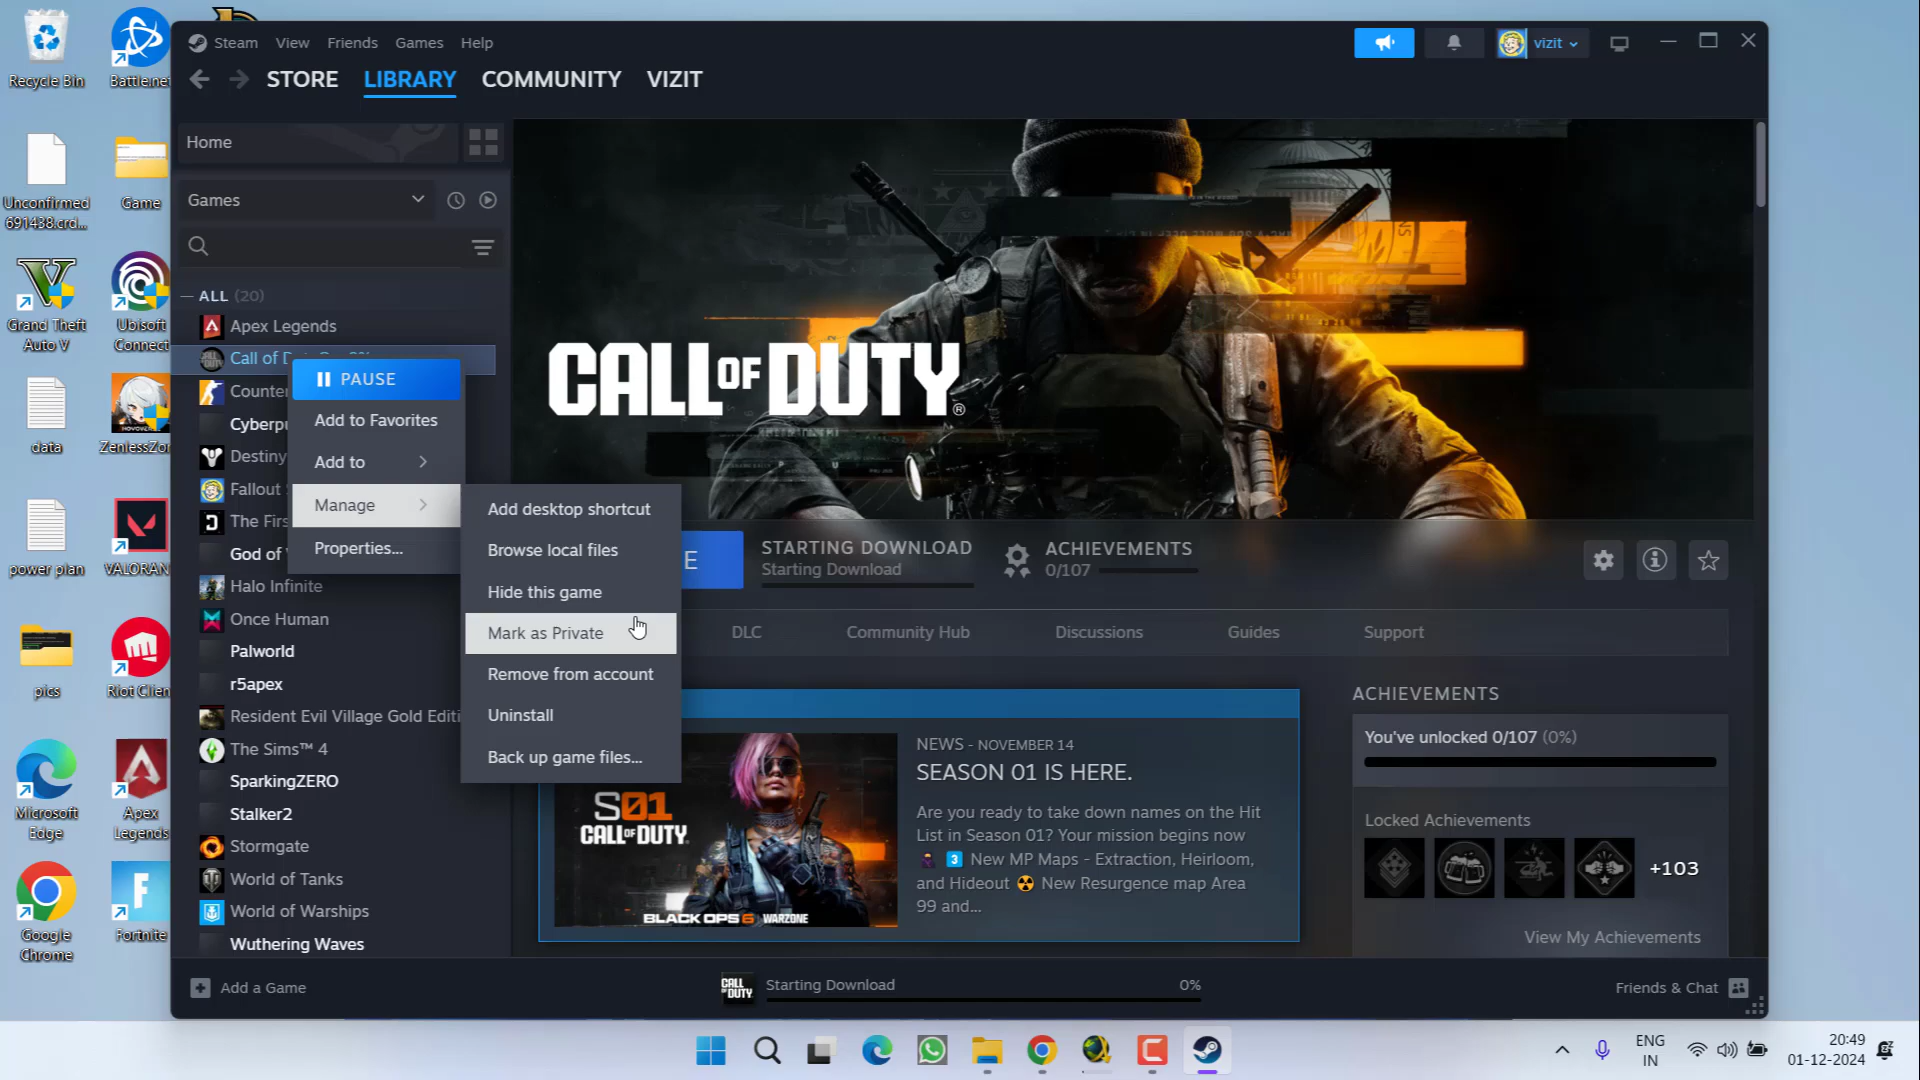 Recycle Bin
Battle.net
Unconfirmed
691438.crd...
Game
Grand Theft
Auto V
Ubisoft
Connect
data
ZenlessZon
power plan
VALORAN
pics
Riot Clien
Microsoft
Edge
Apex
Legends
Google
Chrome
Fortnite
Steam View Friends Games Help
vizit
STORE LIBRARY COMMUNITY VIZIT
Home
Games
ALL (20)
Apex Legends
Call of D
Counter
Cyberpu
Destiny
Fallout
The Firs
God of
Halo Infinite
Once Human
Palworld
r5apex
Resident Evil Village Gold Editi
The Sims™ 4
SparkingZERO
Stalker2
Stormgate
World of Tanks
World of Warships
Wuthering Waves
PAUSE
Add to Favorites
Add to
Manage
Properties...
Add desktop shortcut
Browse local files
Hide this game
Mark as Private
Remove from account
Uninstall
Back up game files...
CALL OF DUTY®
E
STARTING DOWNLOAD
Starting Download
ACHIEVEMENTS
0/107
DLC Community Hub Discussions Guides Support
S01
CALL OF DUTY
BLACK OPS 6 WARZONE
NEWS - NOVEMBER 14
SEASON 01 IS HERE.
Are you ready to take down names on the Hit
List in Season 01? Your mission begins now
3 New MP Maps - Extraction, Heirloom,
and Hideout ☢ New Resurgence map Area
99 and...
ACHIEVEMENTS
You've unlocked 0/107 (0%)
Locked Achievements
+103
View My Achievements
Add a Game
CALL OF DUTY
Starting Download 0%
Friends & Chat
ENG
IN
20:49
01-12-2024